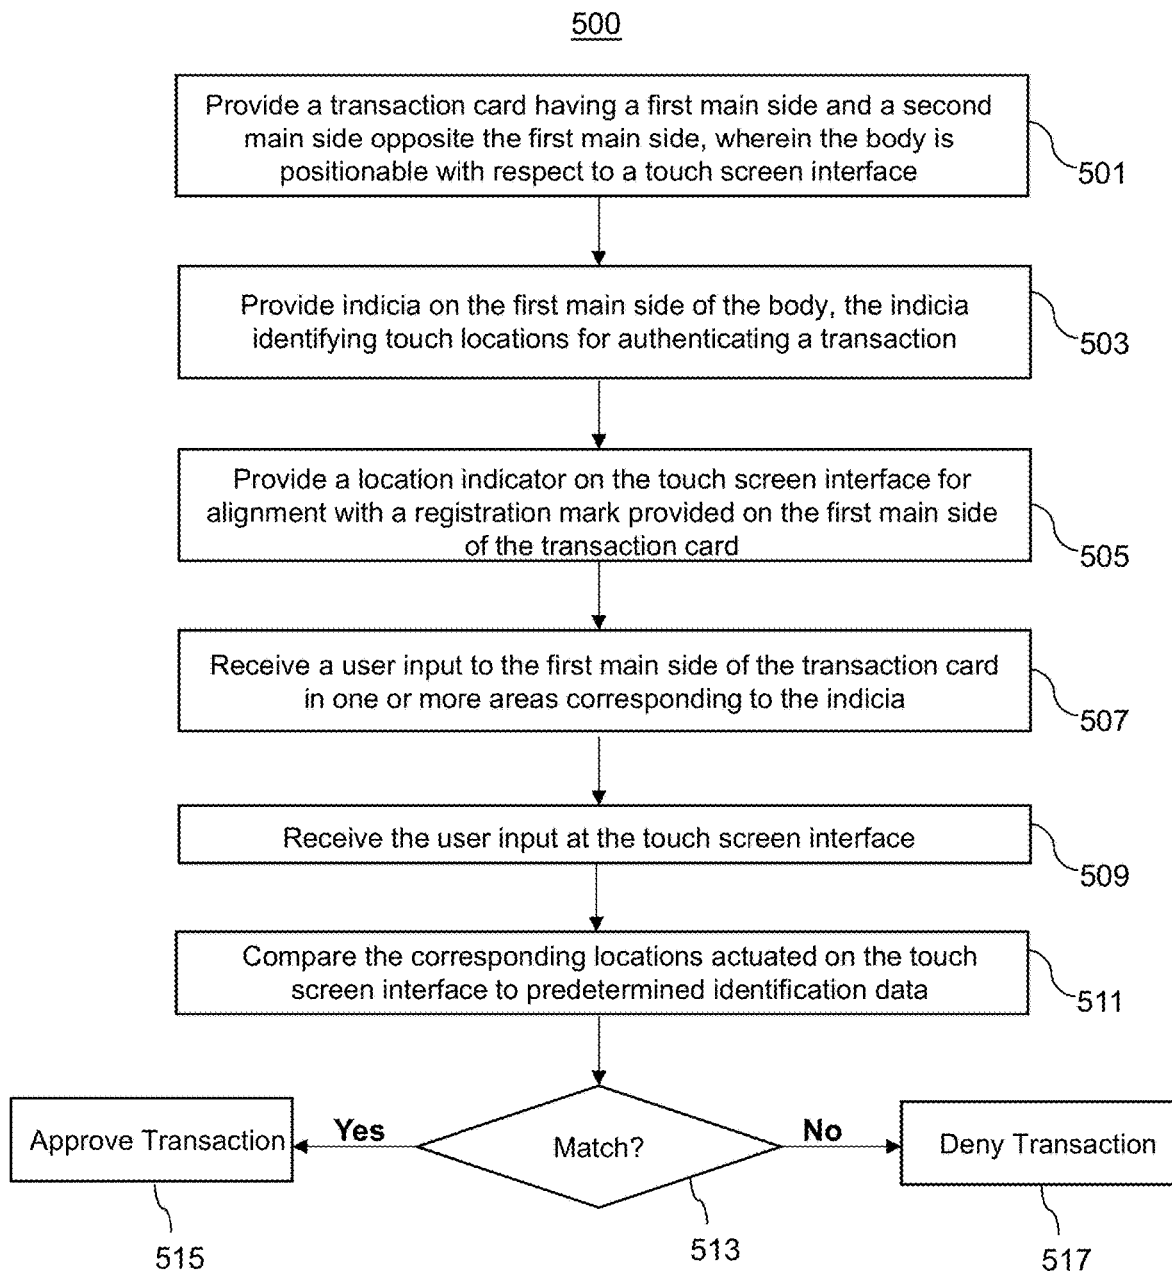 500
Provide a transaction card having a first main side and a second
main side opposite the first main side, wherein the body is
positionable with respect to a touch screen interface
501
Provide indicia on the first main side of the body, the indicia
identifying touch locations for authenticating a transaction
503
Provide a location indicator on the touch screen interface for
alignment with a registration mark provided on the first main side
of the transaction card
505
Receive a user input to the first main side of the transaction card
in one or more areas corresponding to the indicia
507
Receive the user input at the touch screen interface
509
Compare the corresponding locations actuated on the touch
screen interface to predetermined identification data
511
Approve Transaction
Yes
Match?
No
Deny Transaction
515
513
517